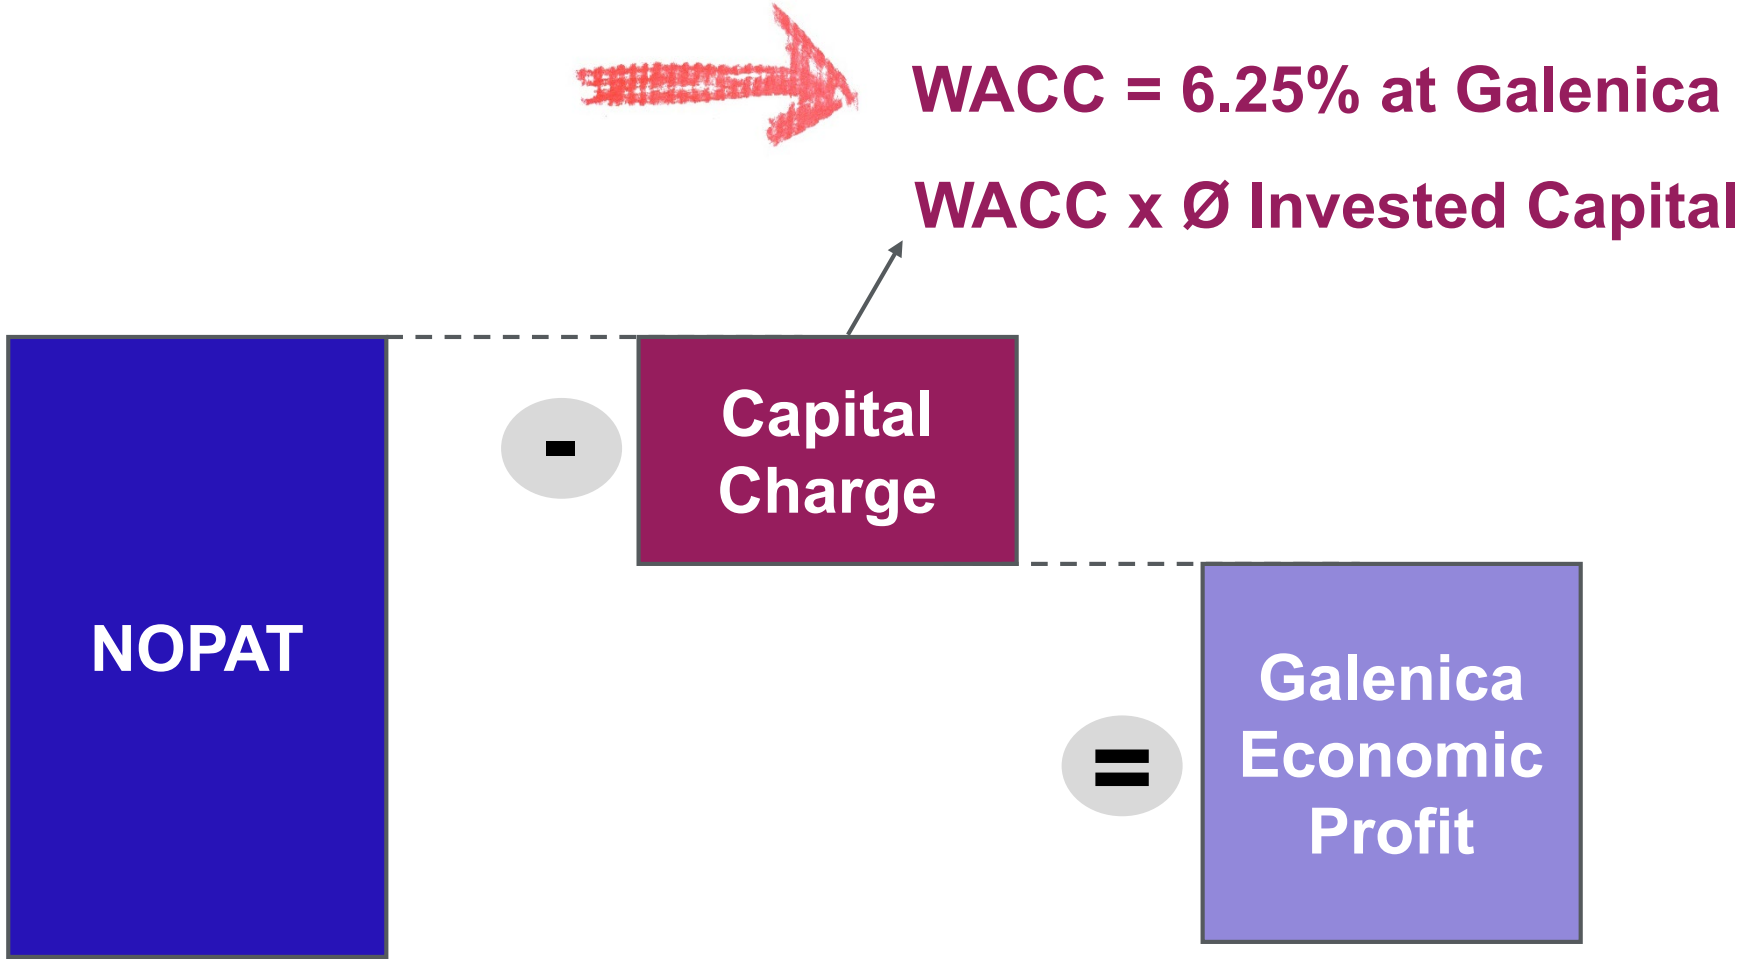 WACC = 6.25% at Galenica
WACC x Ø Invested Capital
NOPAT
-
Capital
Charge
=
Galenica
Economic
Profit